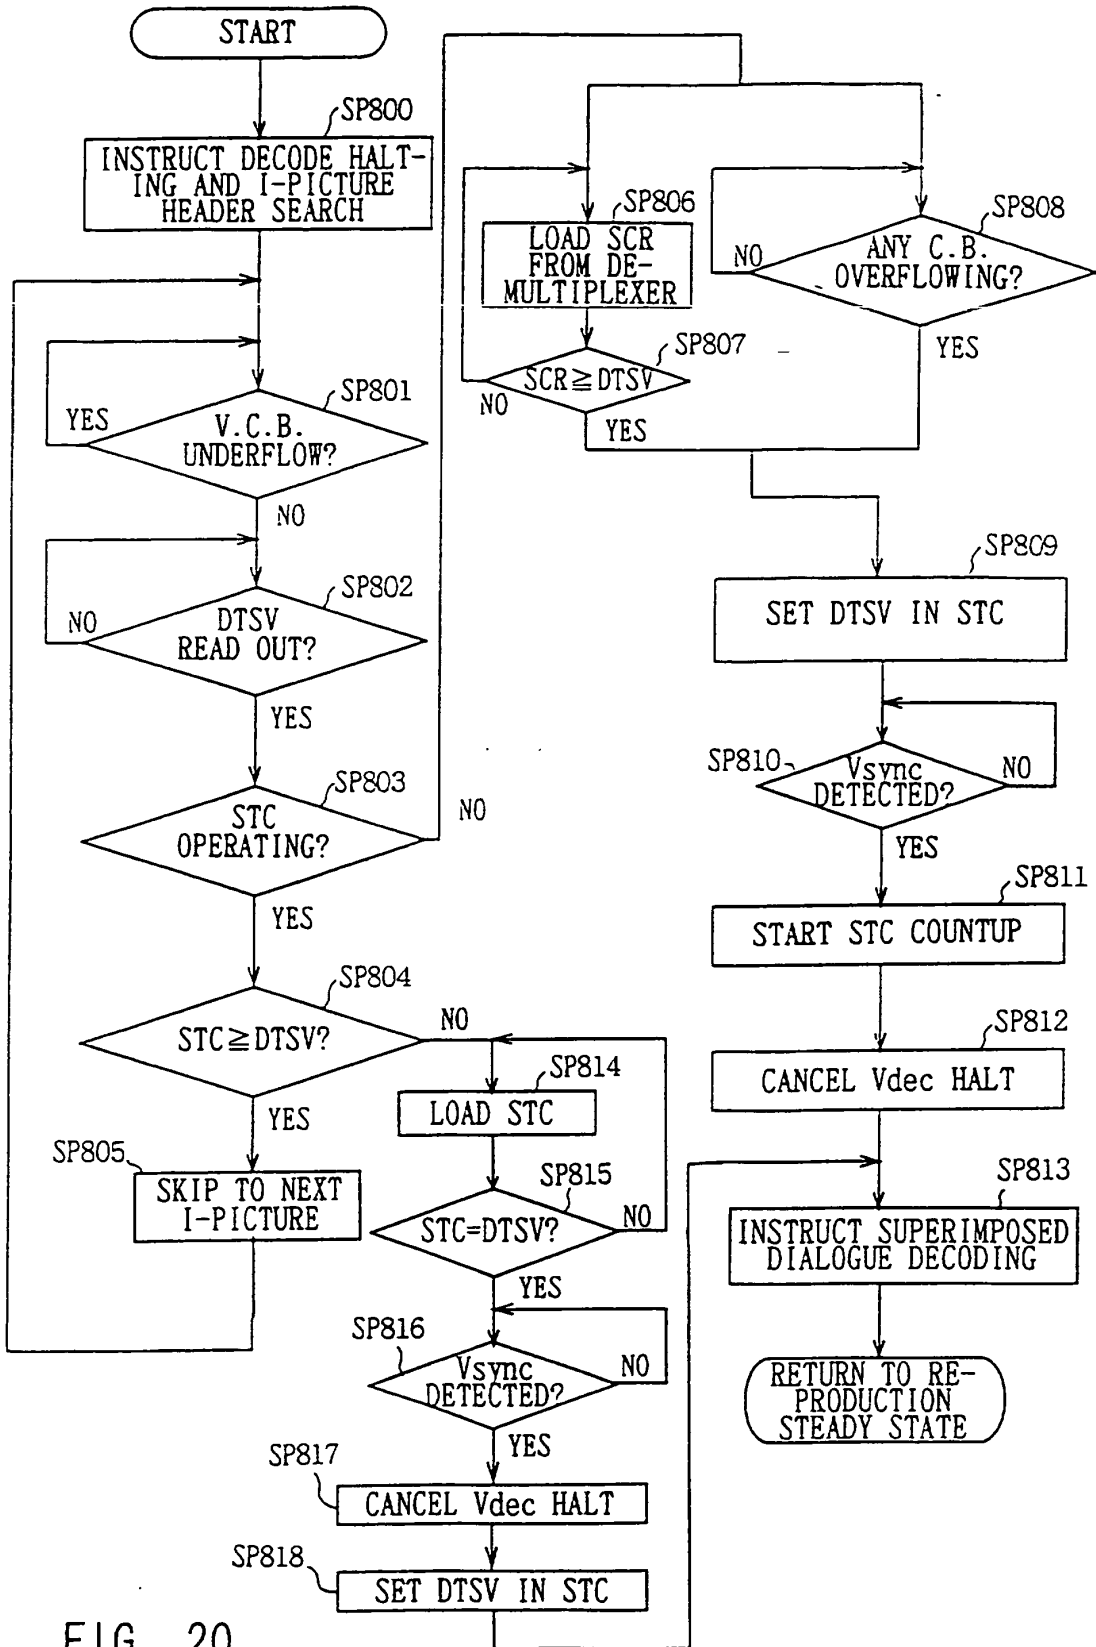 START
SP800
INSTRUCT DECODE HALT-
ING AND I-PICTURE
HEADER SEARCH
SP801
YES
V.C.B.
UNDERFLOW?
NO
SP802
NO
DTSV
READ OUT?
YES
SP803
STC
OPERATING?
NO
YES
SP804
STC≧DTSV?
NO
YES
SP805
SKIP TO NEXT
I-PICTURE
SP814
LOAD STC
SP815
STC=DTSV?
NO
YES
SP816
Vsync
DETECTED?
NO
YES
SP817
CANCEL Vdec HALT
SP818
SET DTSV IN STC
SP806
LOAD SCR
FROM DE-
MULTIPLEXER
SP807
SCR≧DTSV
NO
YES
SP808
NO
ANY C.B.
OVERFLOWING?
YES
SP809
SET DTSV IN STC
SP810
Vsync
DETECTED?
NO
YES
SP811
START STC COUNTUP
SP812
CANCEL Vdec HALT
SP813
INSTRUCT SUPERIMPOSED
DIALOGUE DECODING
RETURN TO RE-
PRODUCTION
STEADY STATE
FIG. 20